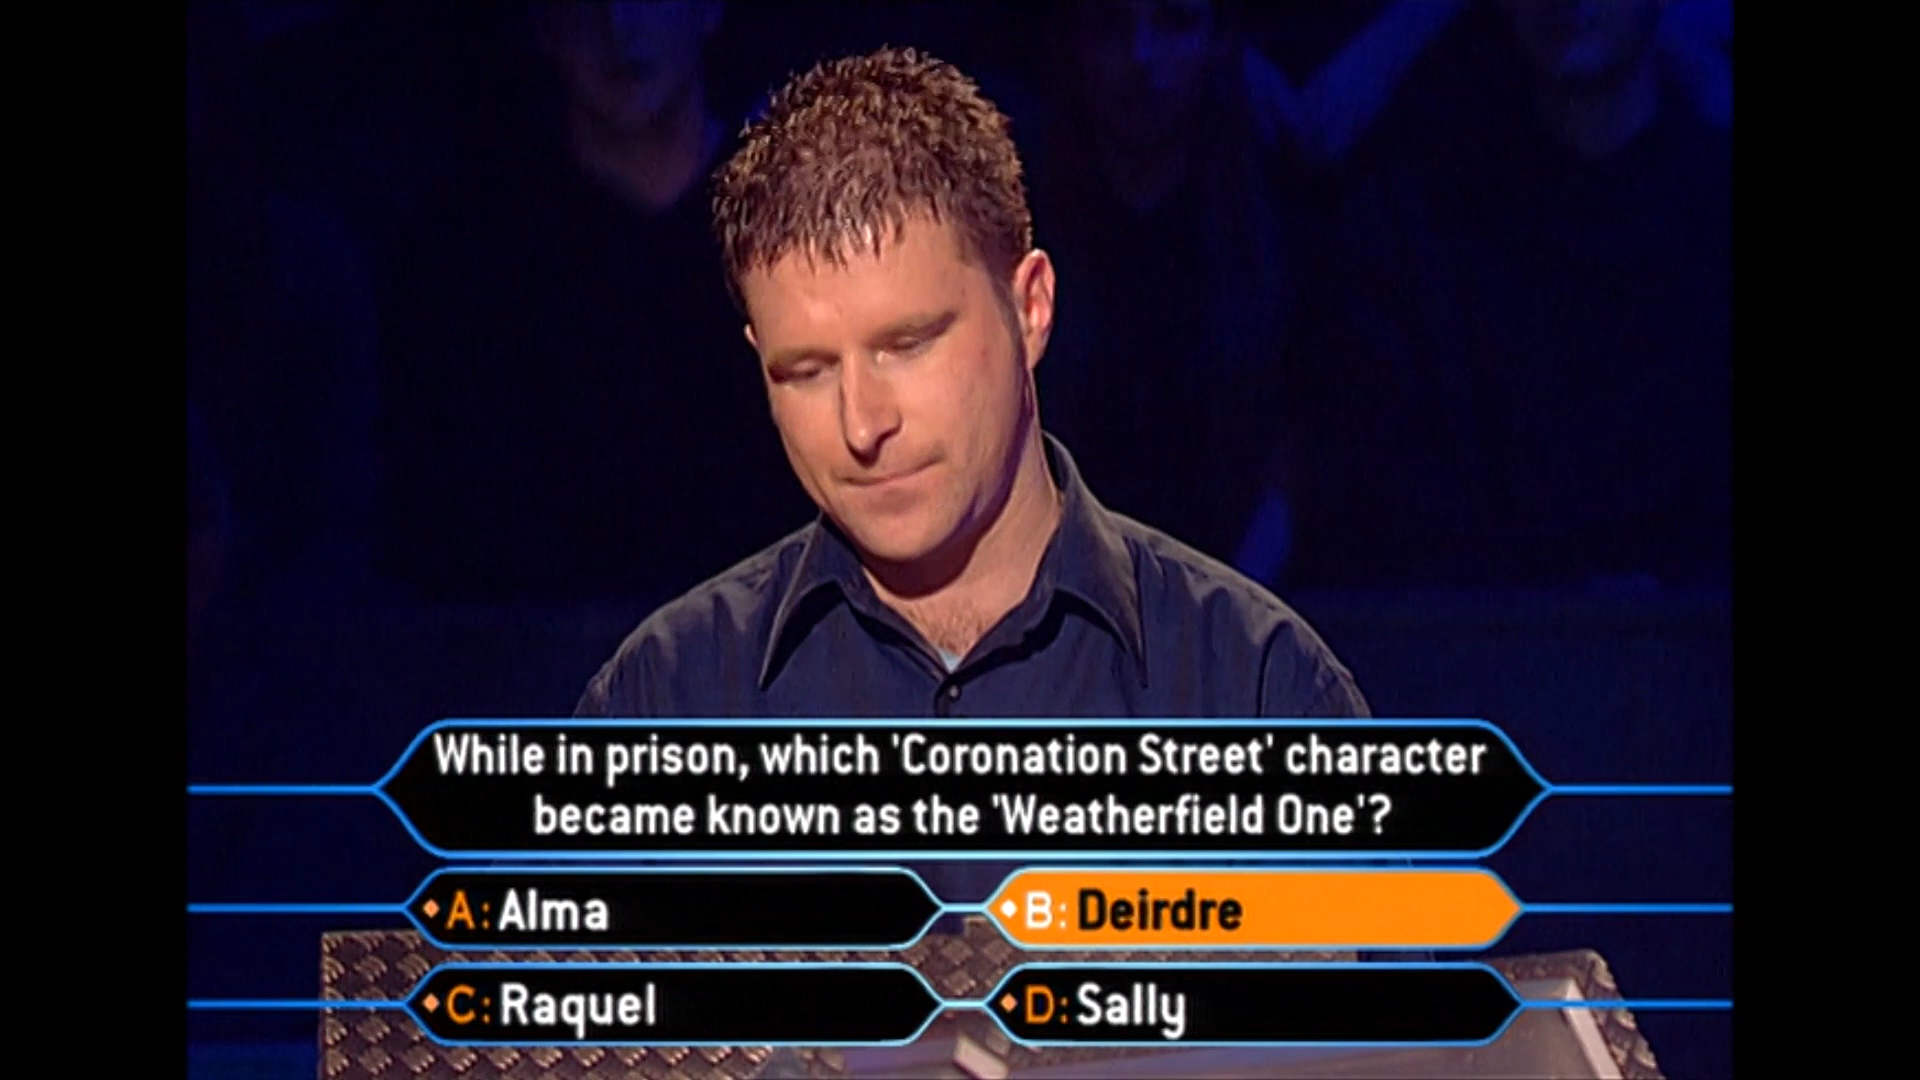 While in prison, which 'Coronation Street' character
became known as the 'Weatherfield One'?
A: Alma
B: Deirdre
C: Raquel
D: Sally